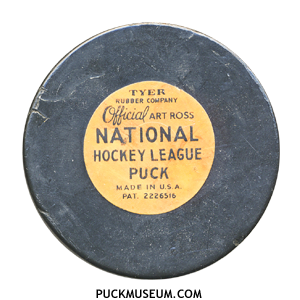 TYER
RUBBER COMPANY
Official ART ROSS
NATIONAL
HOCKEY LEAGUE
PUCK
MADE IN U.S.A.
PAT. 2226516
PUCKMUSEUM.COM